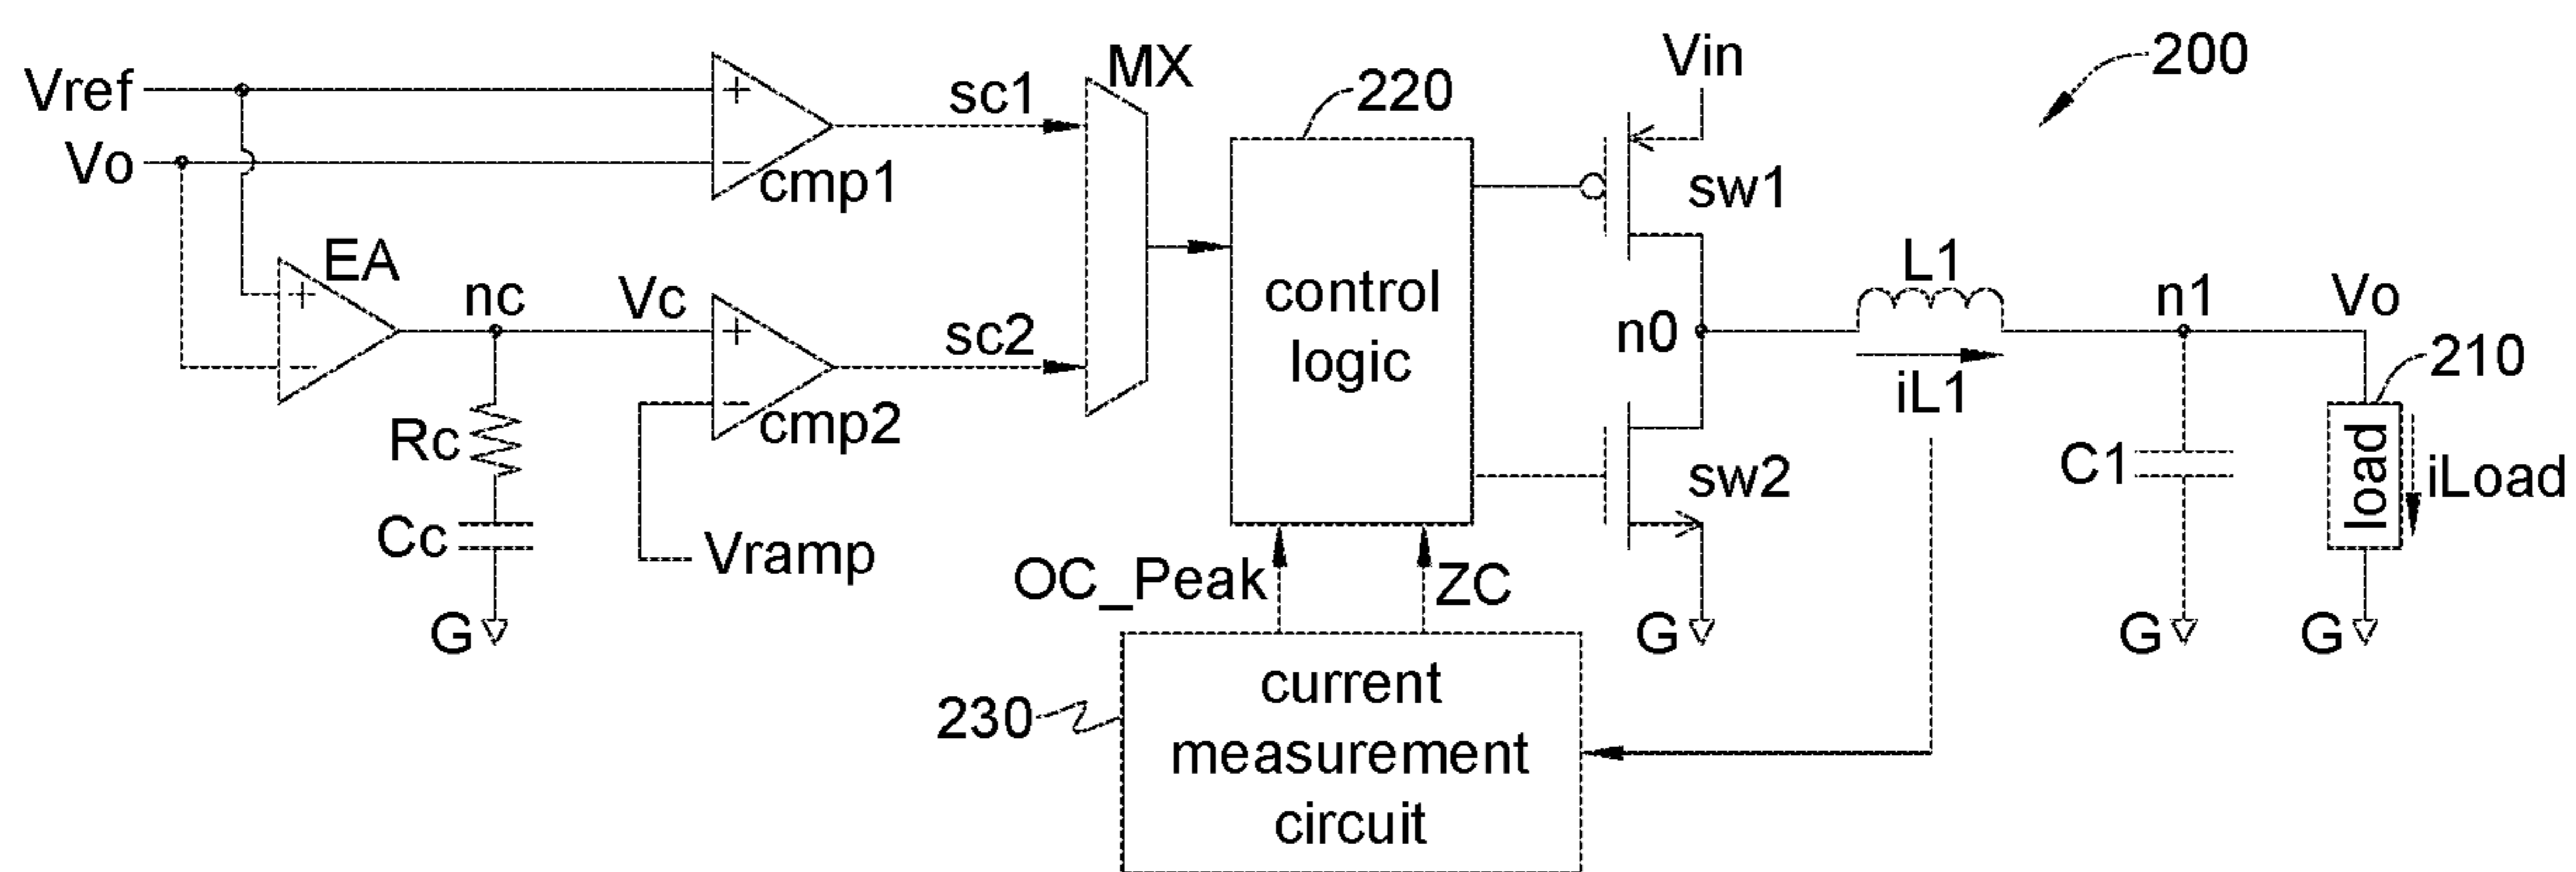 Vref
Vo
+
−
cmp1
sc1
MX
220
Vin
200
sw1
EA
+
−
nc
Vc
+
−
cmp2
sc2
control
logic
n0
L1
iL1
n1
Vo
210
Rc
Cc
G
Vramp
OC_Peak
ZC
sw2
G
C1
G
load
iLoad
G
230
current
measurement
circuit